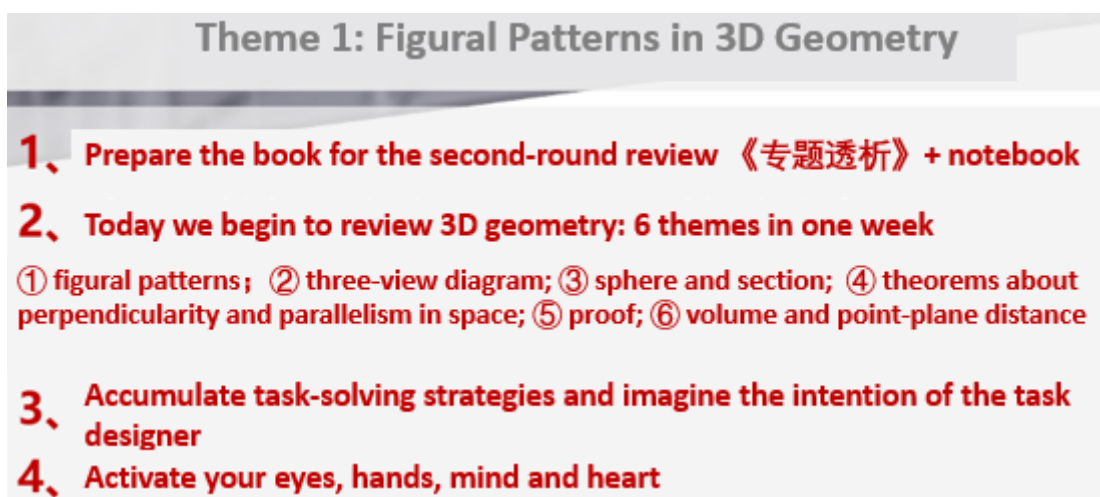 Theme 1: Figural Patterns in 3D Geometry
1、 Prepare the book for the second-round review 《专题透析》+ notebook
2、 Today we begin to review 3D geometry: 6 themes in one week
① figural patterns；② three-view diagram; ③ sphere and section; ④ theorems about
perpendicularity and parallelism in space; ⑤ proof; ⑥ volume and point-plane distance
3、 Accumulate task-solving strategies and imagine the intention of the task
designer
4、 Activate your eyes, hands, mind and heart